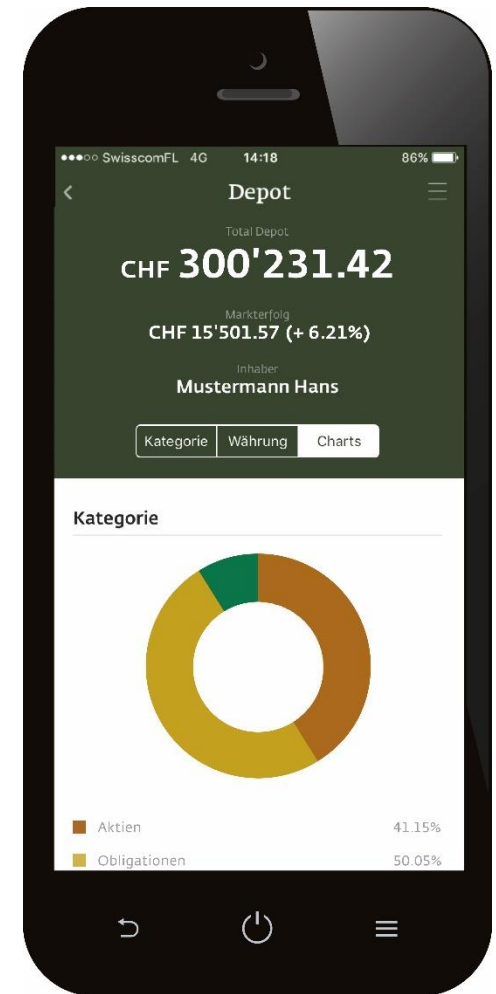 SwisscomFL 4G 14:18 86%
Depot
Total Depot
CHF 300'231.42
Markterfolg
CHF 15'501.57 (+ 6.21%)
Inhaber
Mustermann Hans
Kategorie Währung Charts
Kategorie
Aktien 41.15%
Obligationen 50.05%